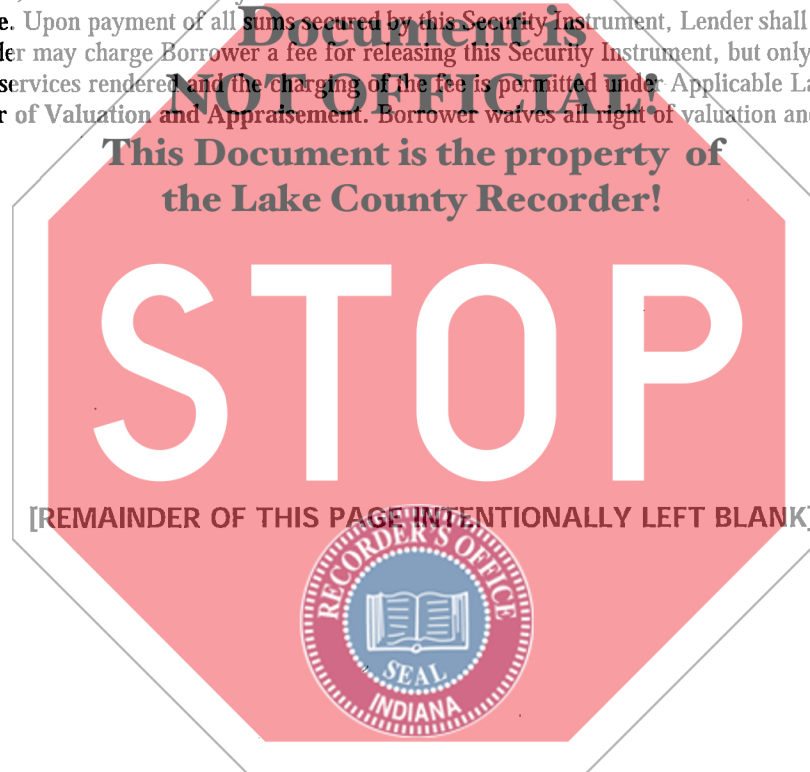 e. Upon payment of all sums secured by this Security Instrument, Lender shall
Document is
er may charge Borrower a fee for releasing this Security Instrument, but only
services rendered and the charging of the fee is permitted under Applicable La
NOT OFFICIAL!
r of Valuation and Appraisement. Borrower waives all right of valuation and
This Document is the property of
the Lake County Recorder!
STOP
[REMAINDER OF THIS PAGE INTENTIONALLY LEFT BLANK]
RECORDER'S OFFICE
SEAL
INDIANA